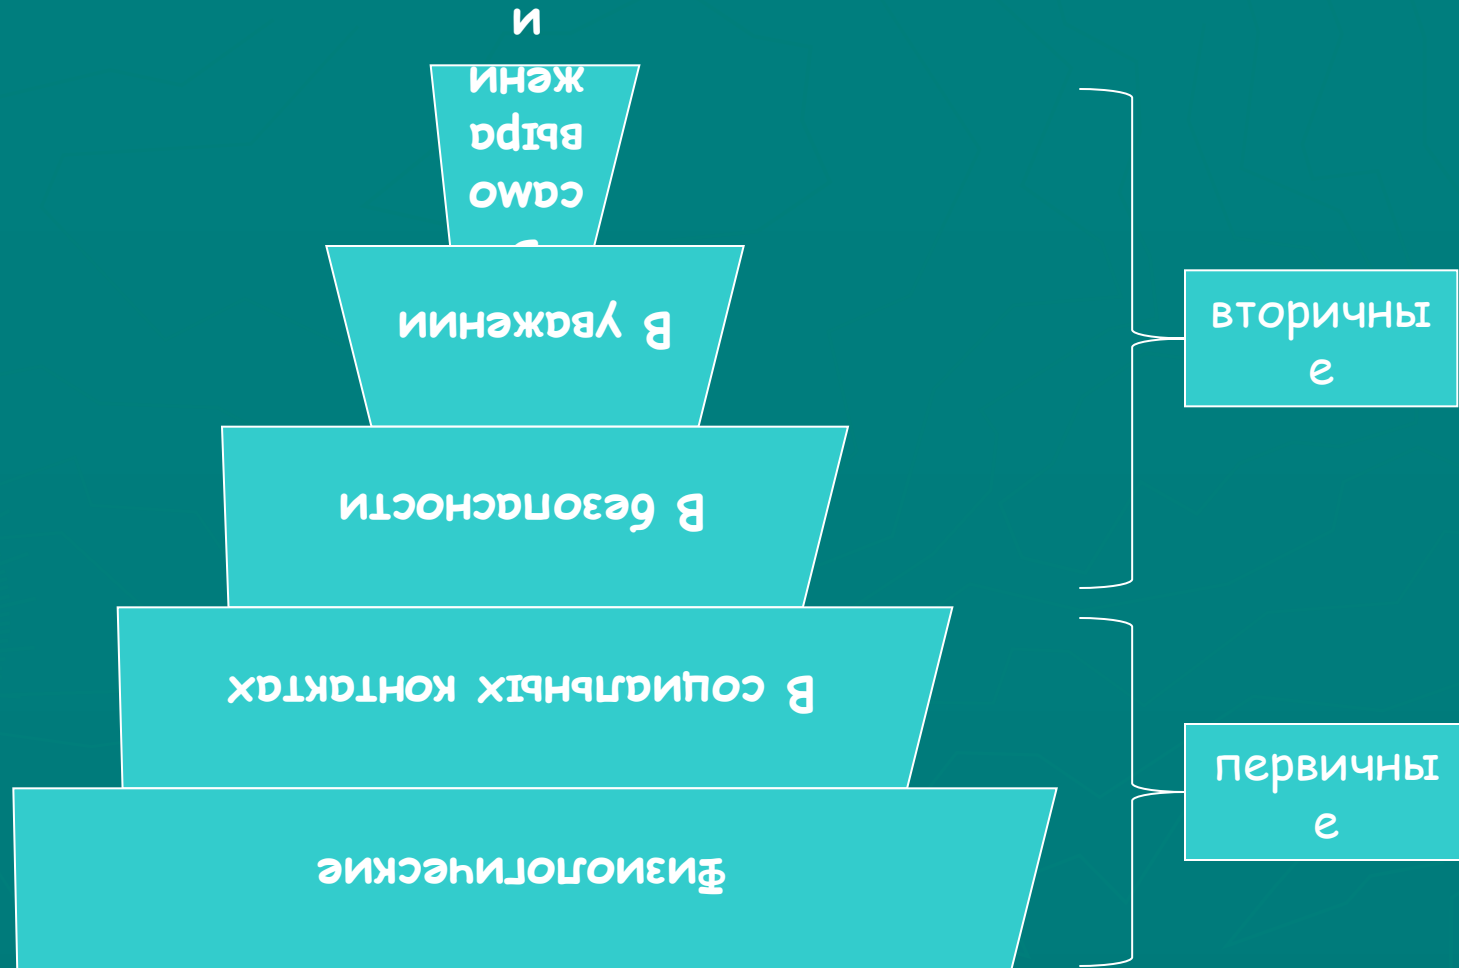 само
выра
жени
и
В уважении
В безопасности
В социальных контактах
Физиологические
вторичны
е
первичны
е